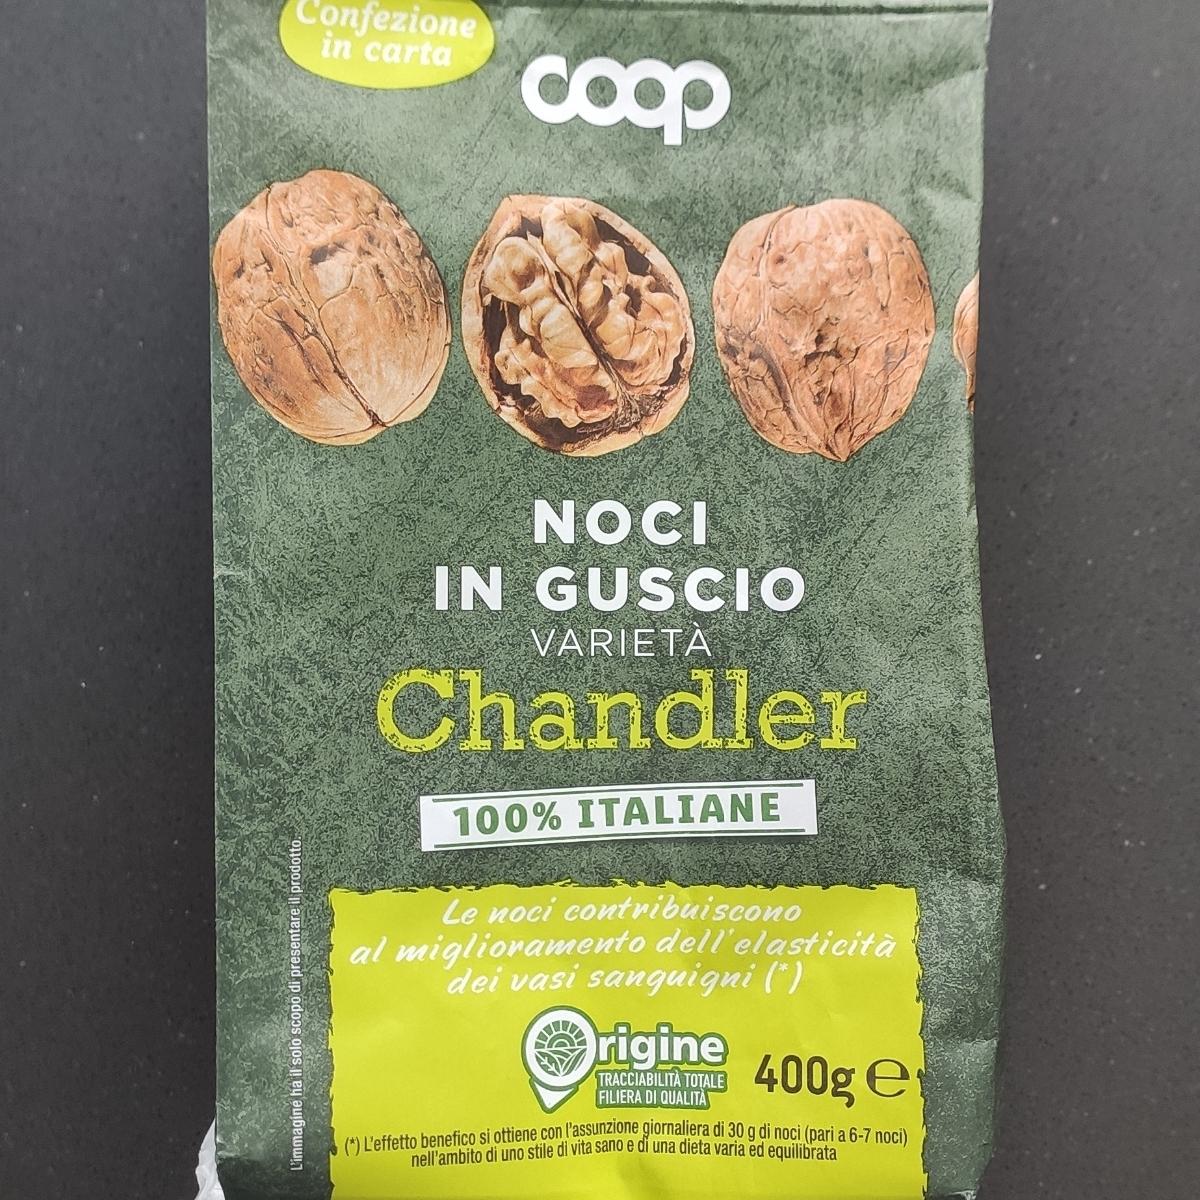 Confezione
in carta
coop
NOCI
IN GUSCIO
VARIETÀ
Chandler
100% ITALIANE
Le noci contribuiscono
al miglioramento dell'elasticità
dei vasi sanguigni (*)
Origine
TRACCIABILITÀ TOTALE
FILIERA DI QUALITÀ
400g ℮
(*) L'effetto benefico si ottiene con l'assunzione giornaliera di 30 g di noci (pari a 6-7 noci)
nell'ambito di uno stile di vita sano e di una dieta varia ed equilibrata
L'immagine ha il solo scopo di presentare il prodotto.